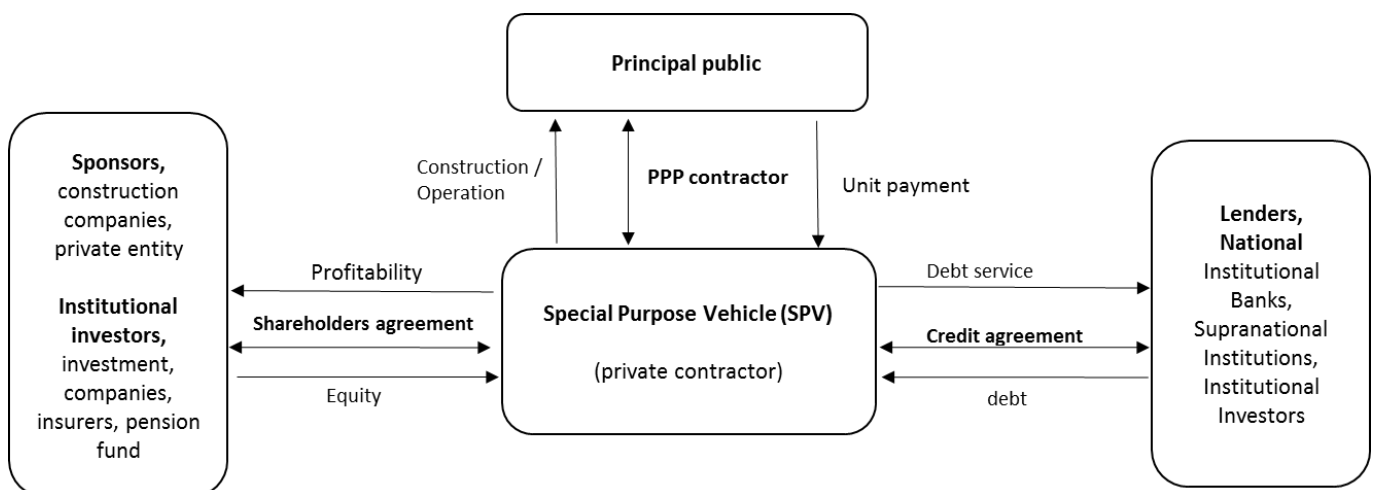 Principal public
Sponsors,
construction
companies,
private entity
Institutional
investors,
investment,
companies,
insurers, pension
fund
Construction /
Operation
PPP contractor
Unit payment
Profitability
Shareholders agreement
Equity
Special Purpose Vehicle (SPV)
(private contractor)
Debt service
Credit agreement
debt
Lenders,
National
Institutional
Banks,
Supranational
Institutions,
Institutional
Investors